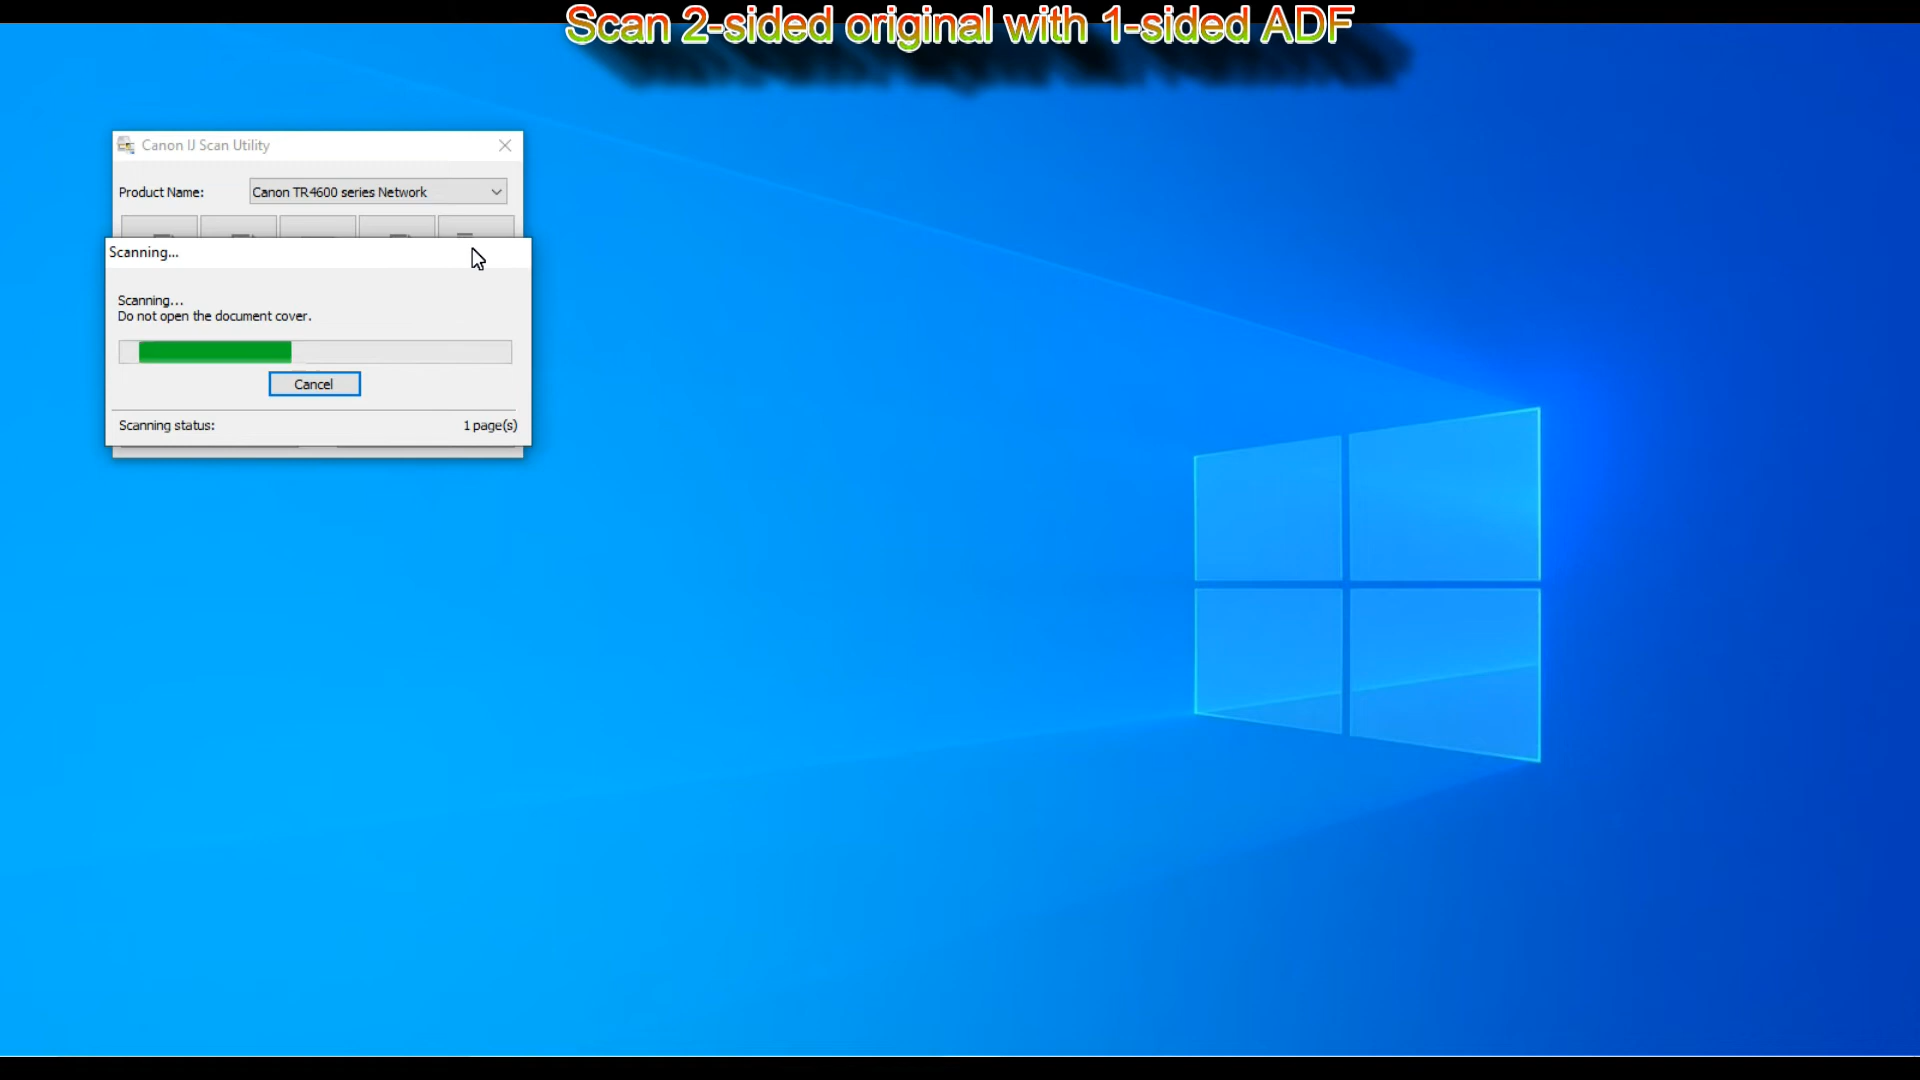 Scan 2-sided original with 1-sided ADF
Canon IJ Scan Utility
Product Name:
Canon TR4600 series Network
Scanning...
Scanning...
Do not open the document cover.
Cancel
Scanning status:
1 page(s)